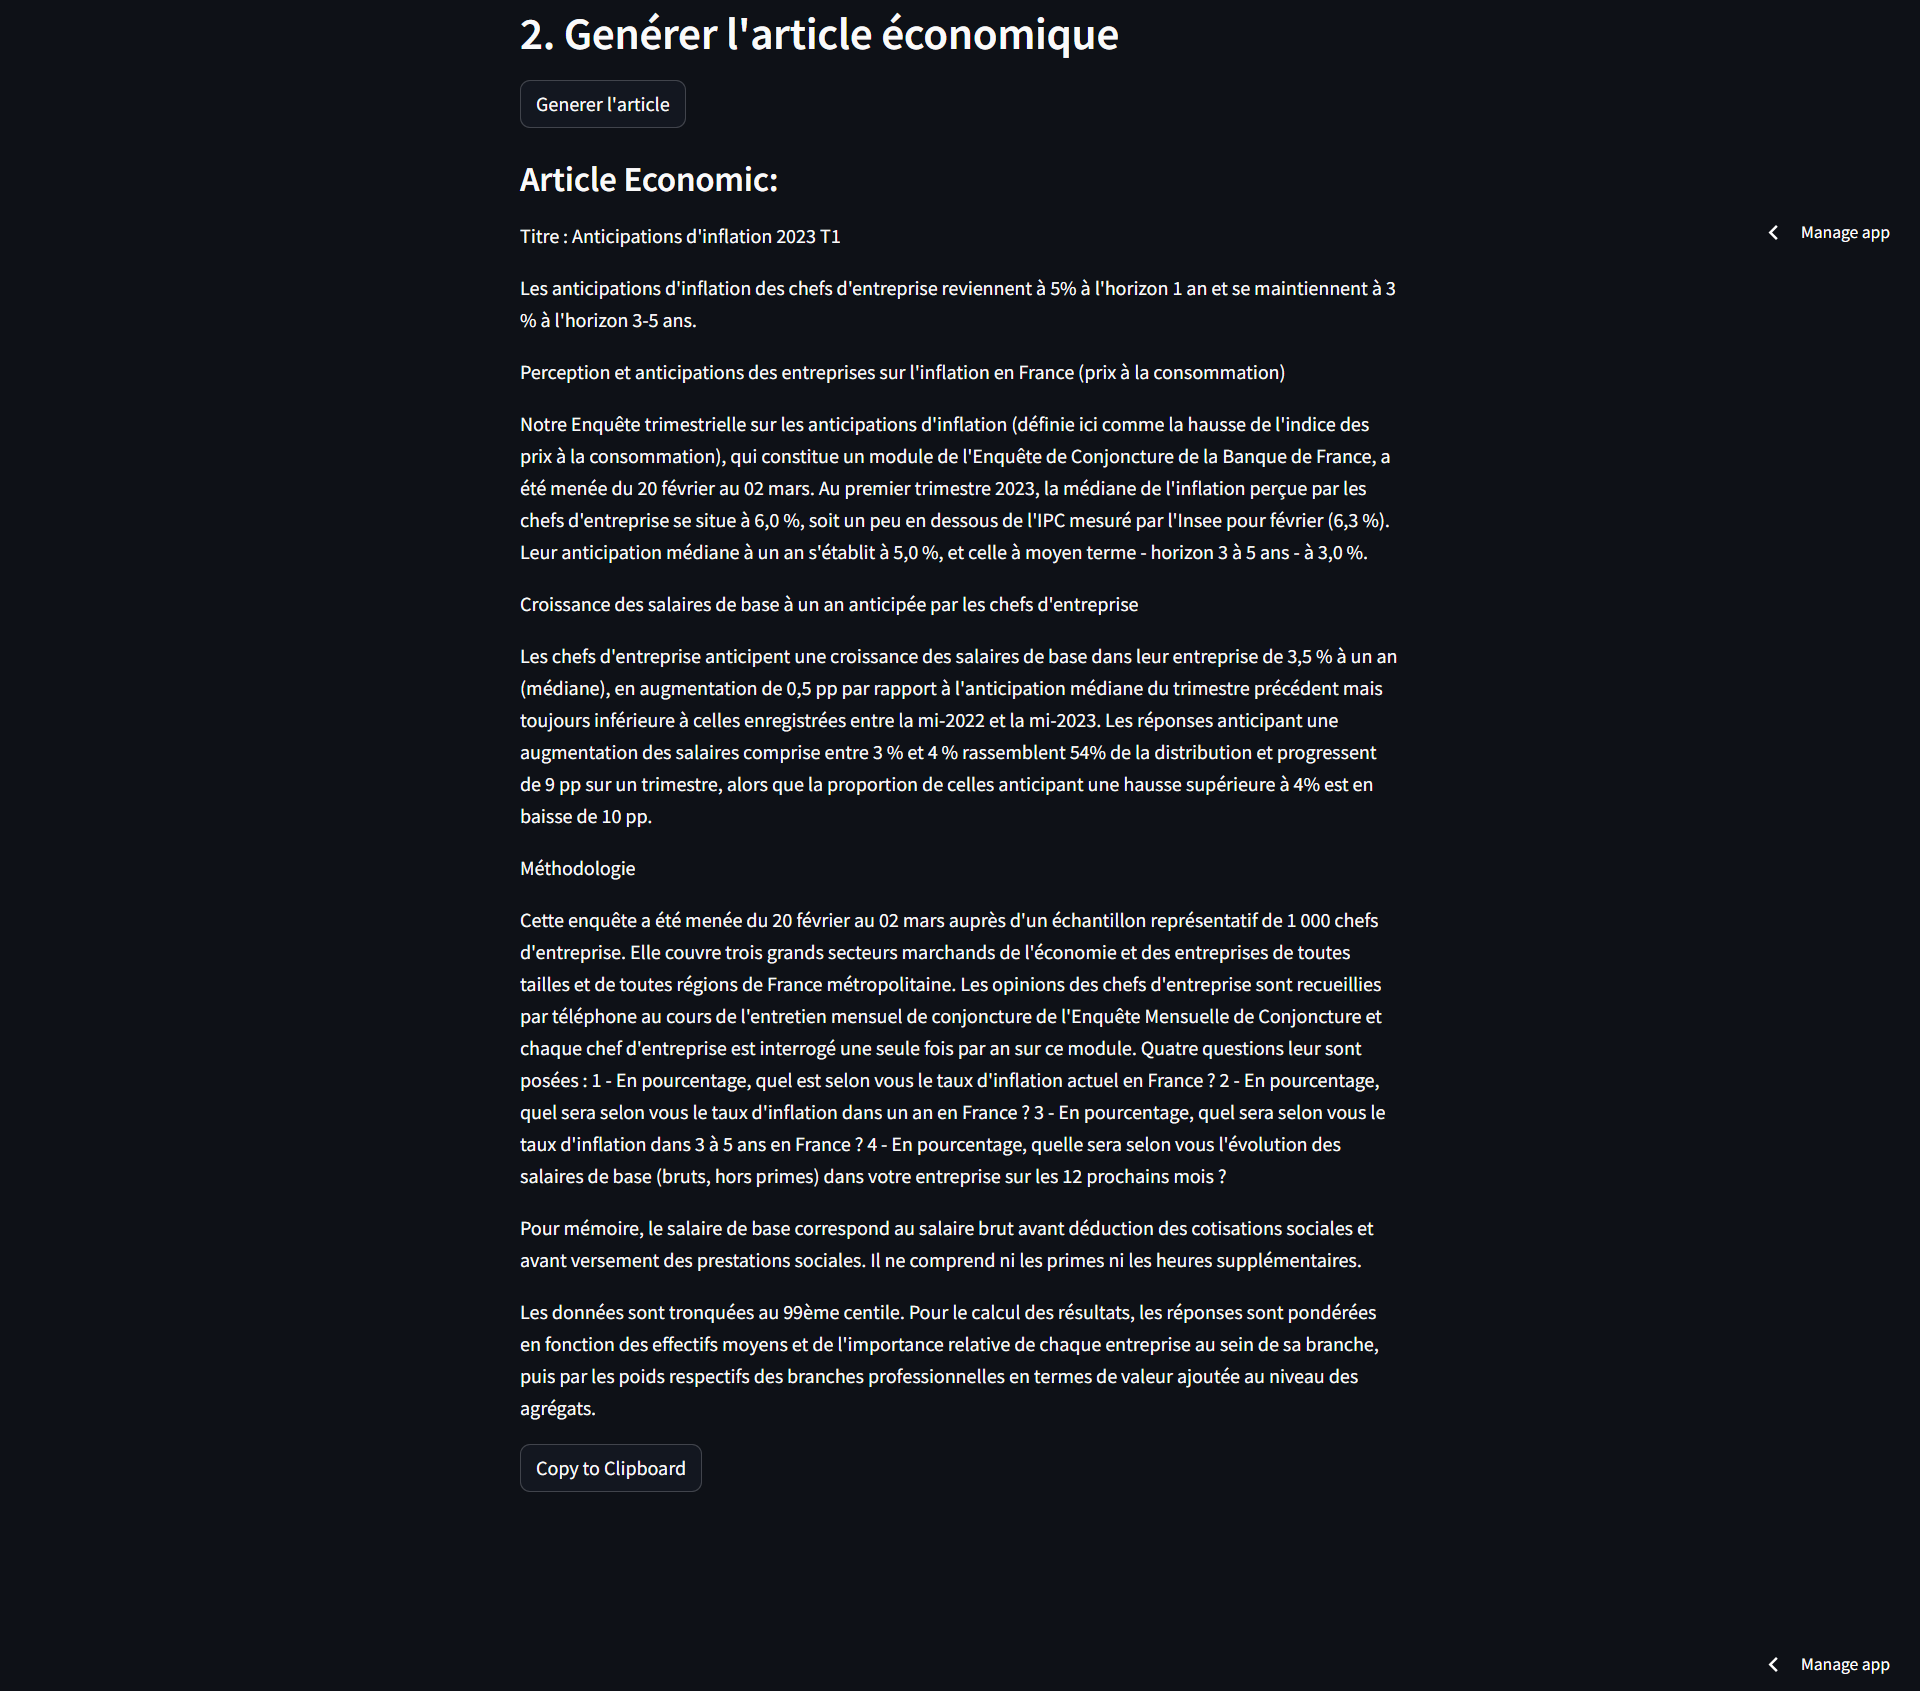 2. Genérer l'article économique
Generer l'article
Article Economic:
Titre : Anticipations d'inflation 2023 T1
Manage app
Les anticipations d'inflation des chefs d'entreprise reviennent à 5% à l'horizon 1 an et se maintiennent à 3
% à l'horizon 3-5 ans.
Perception et anticipations des entreprises sur l'inflation en France (prix à la consommation)
Notre Enquête trimestrielle sur les anticipations d'inflation (définie ici comme la hausse de l'indice des
prix à la consommation), qui constitue un module de l'Enquête de Conjoncture de la Banque de France, a
été menée du 20 février au 02 mars. Au premier trimestre 2023, la médiane de l'inflation perçue par les
chefs d'entreprise se situe à 6,0 %, soit un peu en dessous de l'IPC mesuré par l'Insee pour février (6,3 %).
Leur anticipation médiane à un an s'établit à 5,0 %, et celle à moyen terme - horizon 3 à 5 ans - à 3,0 %.
Croissance des salaires de base à un an anticipée par les chefs d'entreprise
Les chefs d'entreprise anticipent une croissance des salaires de base dans leur entreprise de 3,5 % à un an
(médiane), en augmentation de 0,5 pp par rapport à l'anticipation médiane du trimestre précédent mais
toujours inférieure à celles enregistrées entre la mi-2022 et la mi-2023. Les réponses anticipant une
augmentation des salaires comprise entre 3 % et 4 % rassemblent 54% de la distribution et progressent
de 9 pp sur un trimestre, alors que la proportion de celles anticipant une hausse supérieure à 4% est en
baisse de 10 pp.
Méthodologie
Cette enquête a été menée du 20 février au 02 mars auprès d'un échantillon représentatif de 1 000 chefs
d'entreprise. Elle couvre trois grands secteurs marchands de l'économie et des entreprises de toutes
tailles et de toutes régions de France métropolitaine. Les opinions des chefs d'entreprise sont recueillies
par téléphone au cours de l'entretien mensuel de conjoncture de l'Enquête Mensuelle de Conjoncture et
chaque chef d'entreprise est interrogé une seule fois par an sur ce module. Quatre questions leur sont
posées : 1 - En pourcentage, quel est selon vous le taux d'inflation actuel en France ? 2 - En pourcentage,
quel sera selon vous le taux d'inflation dans un an en France ? 3 - En pourcentage, quel sera selon vous le
taux d'inflation dans 3 à 5 ans en France ? 4 - En pourcentage, quelle sera selon vous l'évolution des
salaires de base (bruts, hors primes) dans votre entreprise sur les 12 prochains mois ?
Pour mémoire, le salaire de base correspond au salaire brut avant déduction des cotisations sociales et
avant versement des prestations sociales. Il ne comprend ni les primes ni les heures supplémentaires.
Les données sont tronquées au 99ème centile. Pour le calcul des résultats, les réponses sont pondérées
en fonction des effectifs moyens et de l'importance relative de chaque entreprise au sein de sa branche,
puis par les poids respectifs des branches professionnelles en termes de valeur ajoutée au niveau des
agrégats.
Copy to Clipboard
Manage app